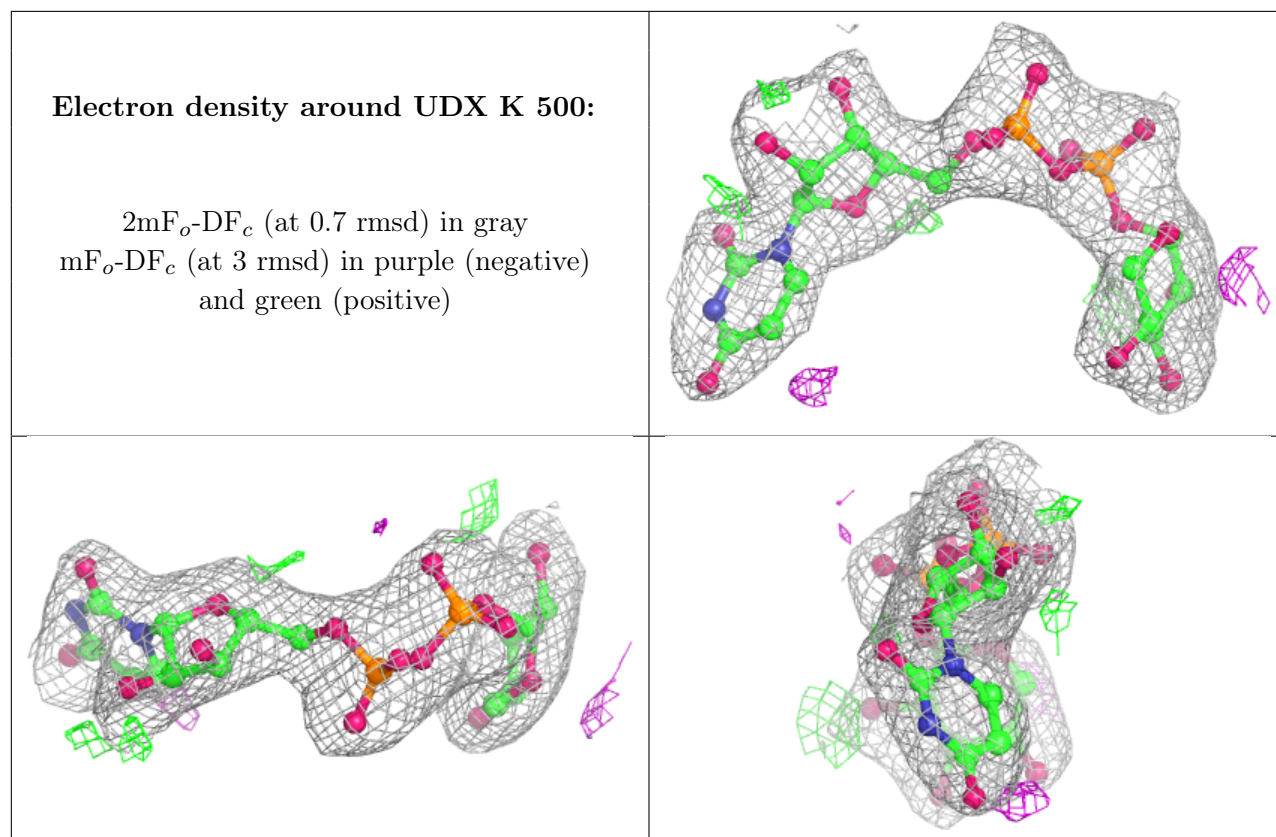 Electron density around UDX K 500:
2mFo-DFc (at 0.7 rmsd) in gray
mFo-DFc (at 3 rmsd) in purple (negative)
and green (positive)